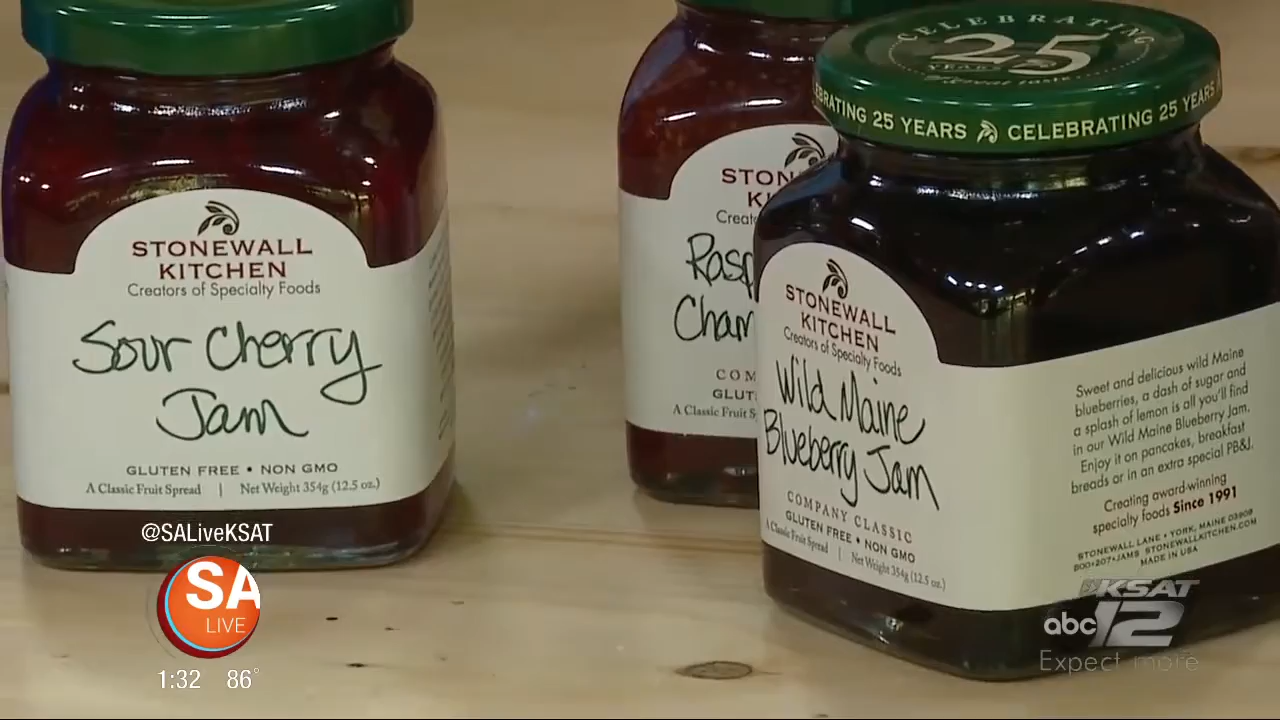 STONEWALL
KITCHEN
Creators of Specialty Foods
Sour Cherry
Jam
GLUTEN FREE • NON GMO
A Classic Fruit Spread | Net Weight 354g (12.5 oz.)
STON
KI
Creato
Rasp
Cham
COM
GLUT
A Classic Fruit S
CELEBRATING
25
YEARS
BRATING 25 YEARS CELEBRATING 25 YEARS
STONEWALL
KITCHEN
Creators of Specialty Foods
Wild Maine
Blueberry Jam
COMPANY CLASSIC
GLUTEN FREE • NON GMO
A Classic Fruit Spread | Net Weight 354g (12.5 oz.)
Sweet and delicious wild Maine
blueberries, a dash of sugar and
a splash of lemon is all you'll find
in our Wild Maine Blueberry Jam.
Enjoy it on pancakes, breakfast
breads or in an extra special PB&J.
Creating award-winning
specialty foods Since 1991
STONEWALL LANE • YORK, MAINE 03909
800•207•JAMS STONEWALLKITCHEN.COM
MADE IN USA
@SALiveKSAT
SA
LIVE
1:32 86°
KSAT
abc 12
Expect more